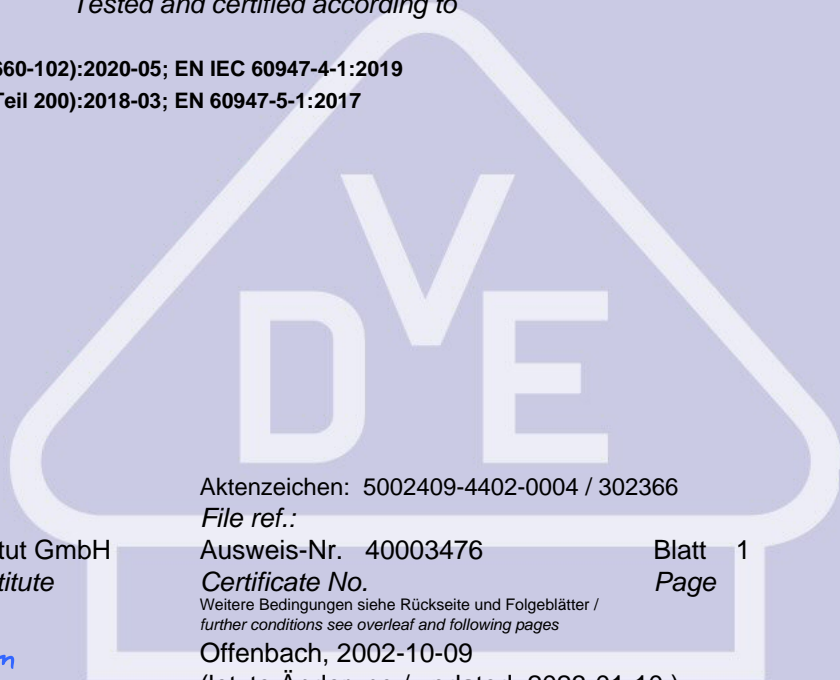 Tested and certified according to
660-102):2020-05; EN IEC 60947-4-1:2019
Teil 200):2018-03; EN 60947-5-1:2017
VDE
Aktenzeichen: 5002409-4402-0004 / 302366
File ref.:
tut GmbH Ausweis-Nr. 40003476 Blatt 1
titute Certificate No. Page
Weitere Bedingungen siehe Rückseite und Folgeblätter /
further conditions see overleaf and following pages
Offenbach, 2002-10-09